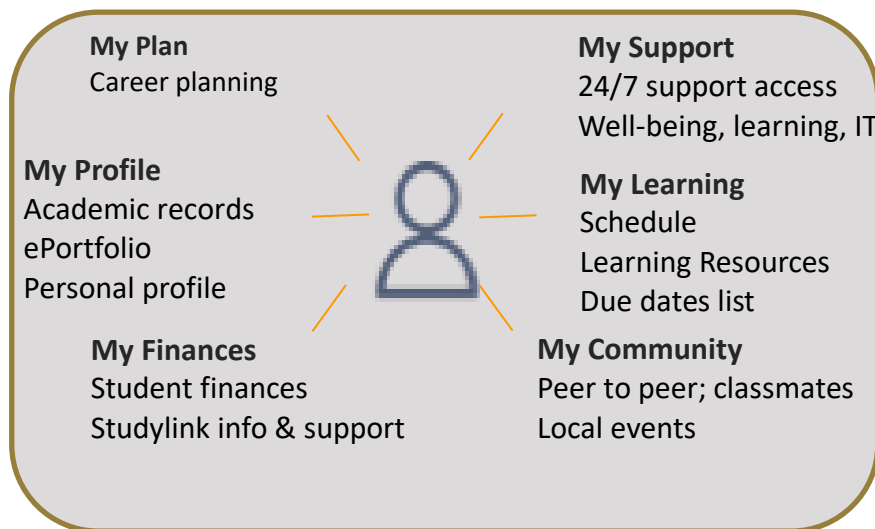 My Plan
Career planning
My Support
24/7 support access
Well-being, learning, IT
My Profile
Academic records
ePortfolio
Personal profile
My Learning
Schedule
Learning Resources
Due dates list
My Finances
Student finances
Studylink info & support
My Community
Peer to peer; classmates
Local events